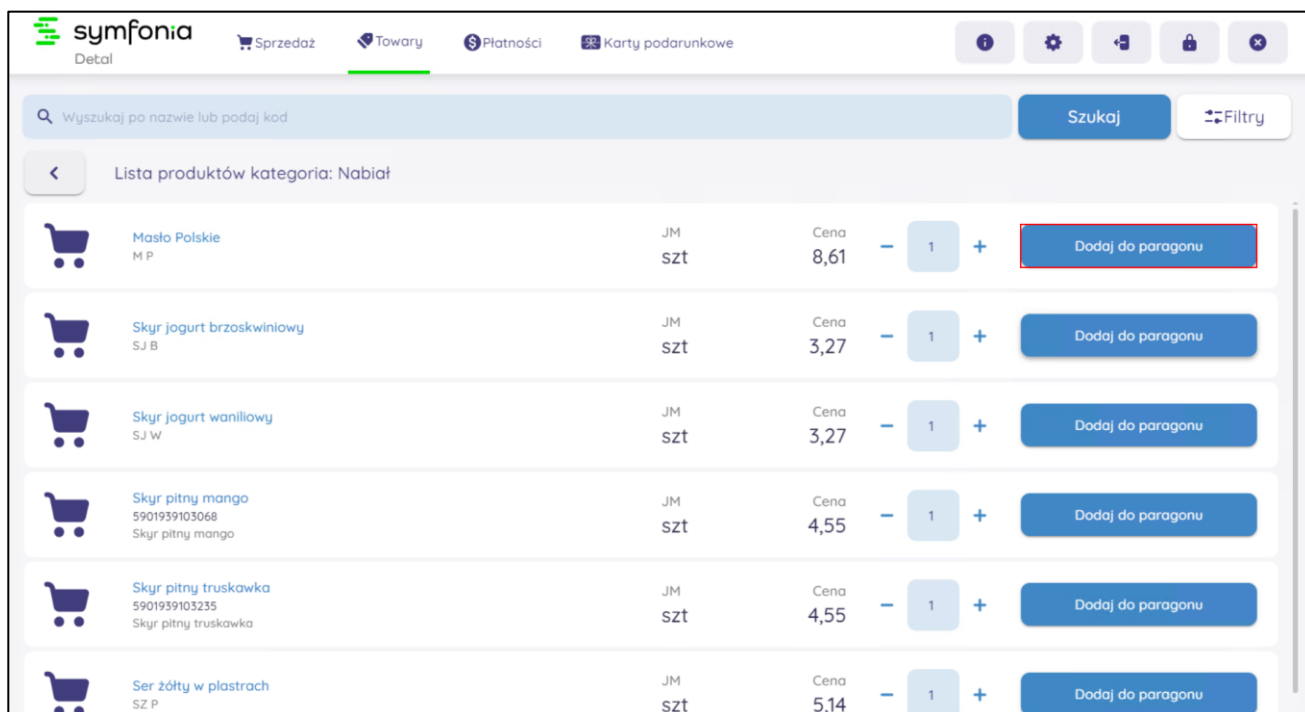 symfonia
Detal
Sprzedaż
Towary
Płatności
Karty podarunkowe
Wyszukaj po nazwie lub podaj kod
Szukaj
Filtry
Lista produktów kategoria: Nabiał
Masło Polskie
M P
JM
szt
Cena
8,61
1
Dodaj do paragonu
Skyr jogurt brzoskwiniowy
SJ B
JM
szt
Cena
3,27
1
Dodaj do paragonu
Skyr jogurt waniliowy
SJ W
JM
szt
Cena
3,27
1
Dodaj do paragonu
Skyr pitny mango
5901939103068
Skyr pitny mango
JM
szt
Cena
4,55
1
Dodaj do paragonu
Skyr pitny truskawka
5901939103235
Skyr pitny truskawka
JM
szt
Cena
4,55
1
Dodaj do paragonu
Ser żółty w plastrach
SZ P
JM
szt
Cena
5,14
1
Dodaj do paragonu